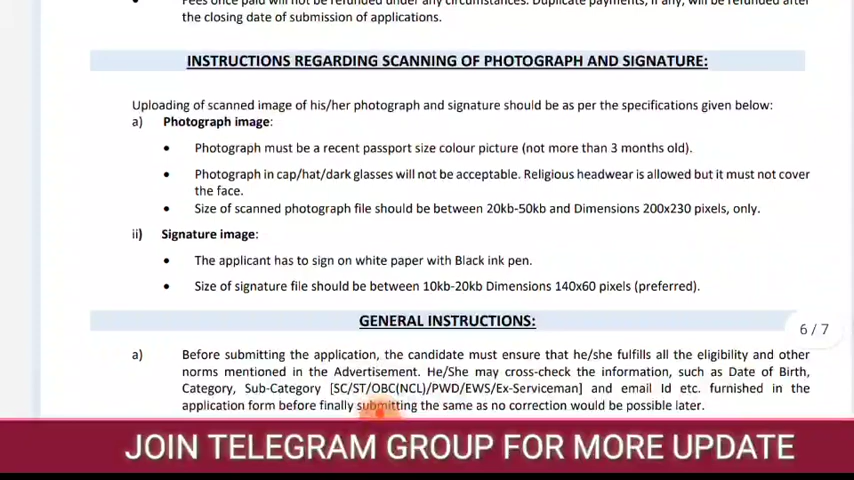 • Fees once paid will not be refunded under any circumstances. Duplicate payments, if any, will be refunded after
the closing date of submission of applications.
INSTRUCTIONS REGARDING SCANNING OF PHOTOGRAPH AND SIGNATURE:
Uploading of scanned image of his/her photograph and signature should be as per the specifications given below:
a) Photograph image:
• Photograph must be a recent passport size colour picture (not more than 3 months old).
• Photograph in cap/hat/dark glasses will not be acceptable. Religious headwear is allowed but it must not cover
the face.
• Size of scanned photograph file should be between 20kb-50kb and Dimensions 200x230 pixels, only.
ii) Signature image:
• The applicant has to sign on white paper with Black ink pen.
• Size of signature file should be between 10kb-20kb Dimensions 140x60 pixels (preferred).
GENERAL INSTRUCTIONS:
6 / 7
a) Before submitting the application, the candidate must ensure that he/she fulfills all the eligibility and other
norms mentioned in the Advertisement. He/She may cross-check the information, such as Date of Birth,
Category, Sub-Category [SC/ST/OBC(NCL)/PWD/EWS/Ex-Serviceman] and email Id etc. furnished in the
application form before finally submitting the same as no correction would be possible later.
JOIN TELEGRAM GROUP FOR MORE UPDATE